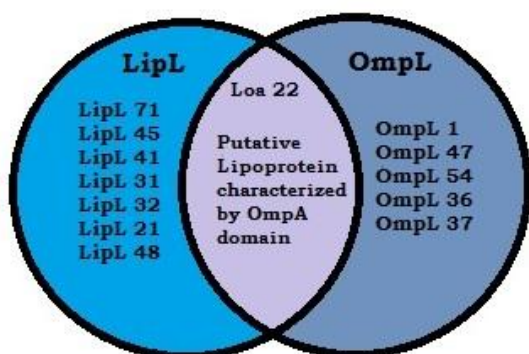 LipL
LipL 71
LipL 45
LipL 41
LipL 31
LipL 32
LipL 21
LipL 48
Loa 22
Putative
Lipoprotein
characterized
by OmpA
domain
OmpL
OmpL 1
OmpL 47
OmpL 54
OmpL 36
OmpL 37